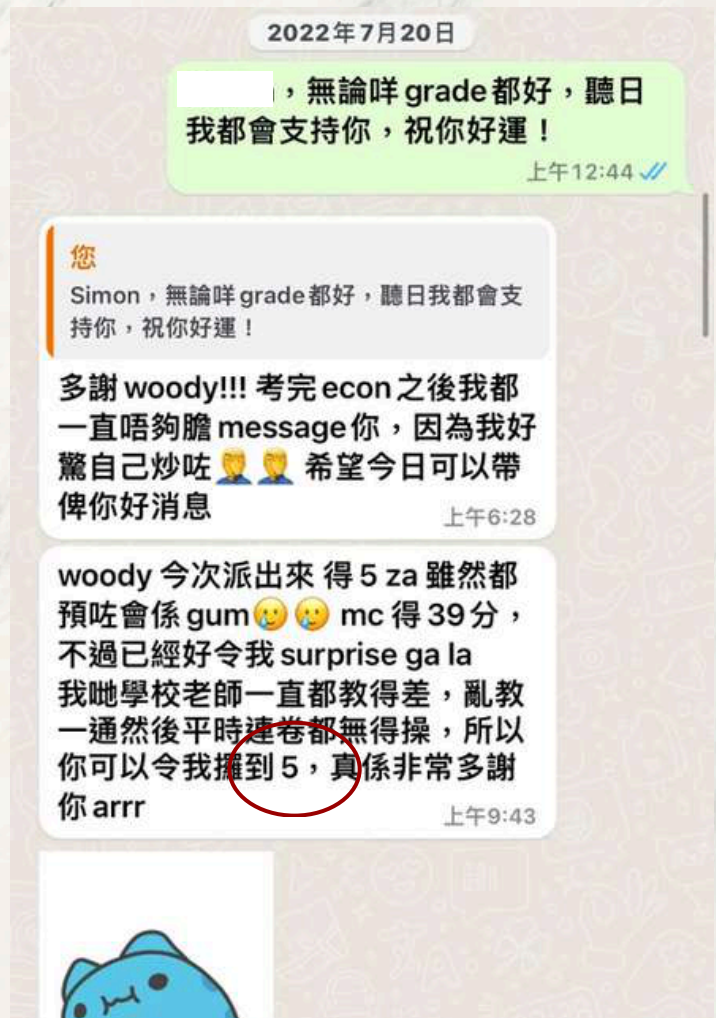 2022年7月20日
，無論咩 grade 都好，聽日
我都會支持你，祝你好運！
上午12:44
您
Simon，無論咩 grade 都好，聽日我都會支
持你，祝你好運！
多謝 woody!!! 考完 econ 之後我都
一直唔夠膽 message 你，因為我好
驚自己炒咗🤦🤦 希望今日可以帶
俾你好消息
上午6:28
woody 今次派出來 得 5 za 雖然都
預咗會係 gum🥲🥲 mc 得 39 分，
不過已經好令我 surprise ga la
我哋學校老師一直都教得差，亂教
一通然後平時連卷都無得操，所以
你可以令我攞到 5，真係非常多謝
你 arrr
上午9:43